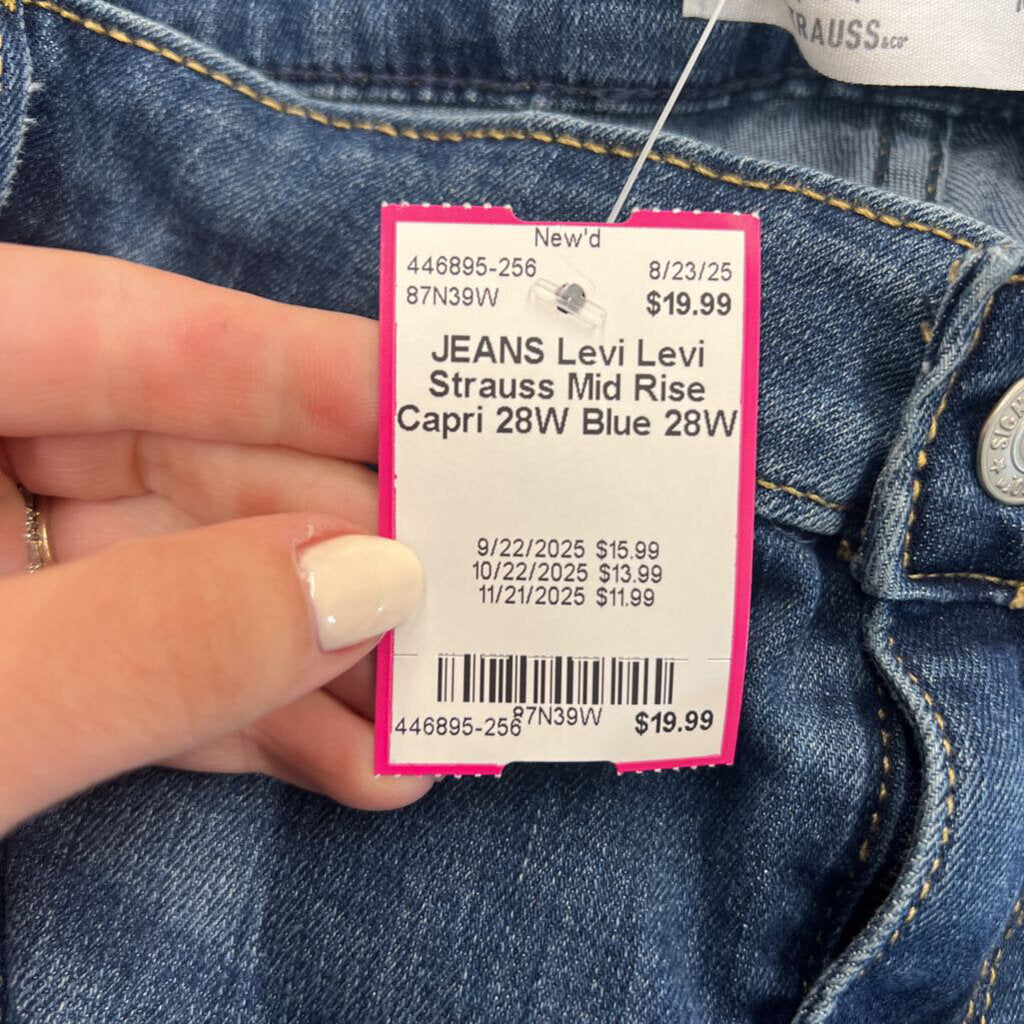 STRAUSS&CO
New'd
446895-256 8/23/25
87N39W $19.99
JEANS Levi Levi
Strauss Mid Rise
Capri 28W Blue 28W
9/22/2025 $15.99
10/22/2025 $13.99
11/21/2025 $11.99
87N39W
446895-256 $19.99